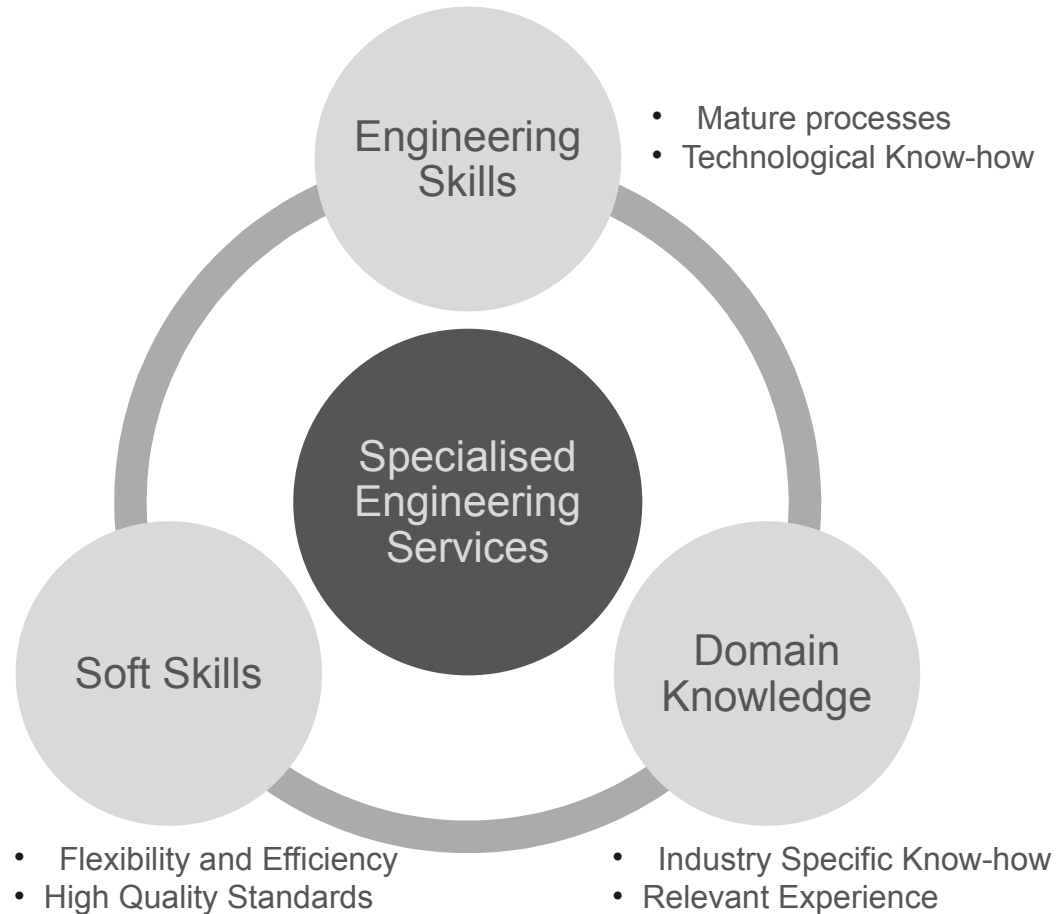 Engineering
Skills
• Mature processes
• Technological Know-how
Specialised
Engineering
Services
Soft Skills
Domain
Knowledge
• Flexibility and Efficiency
• High Quality Standards
• Industry Specific Know-how
• Relevant Experience